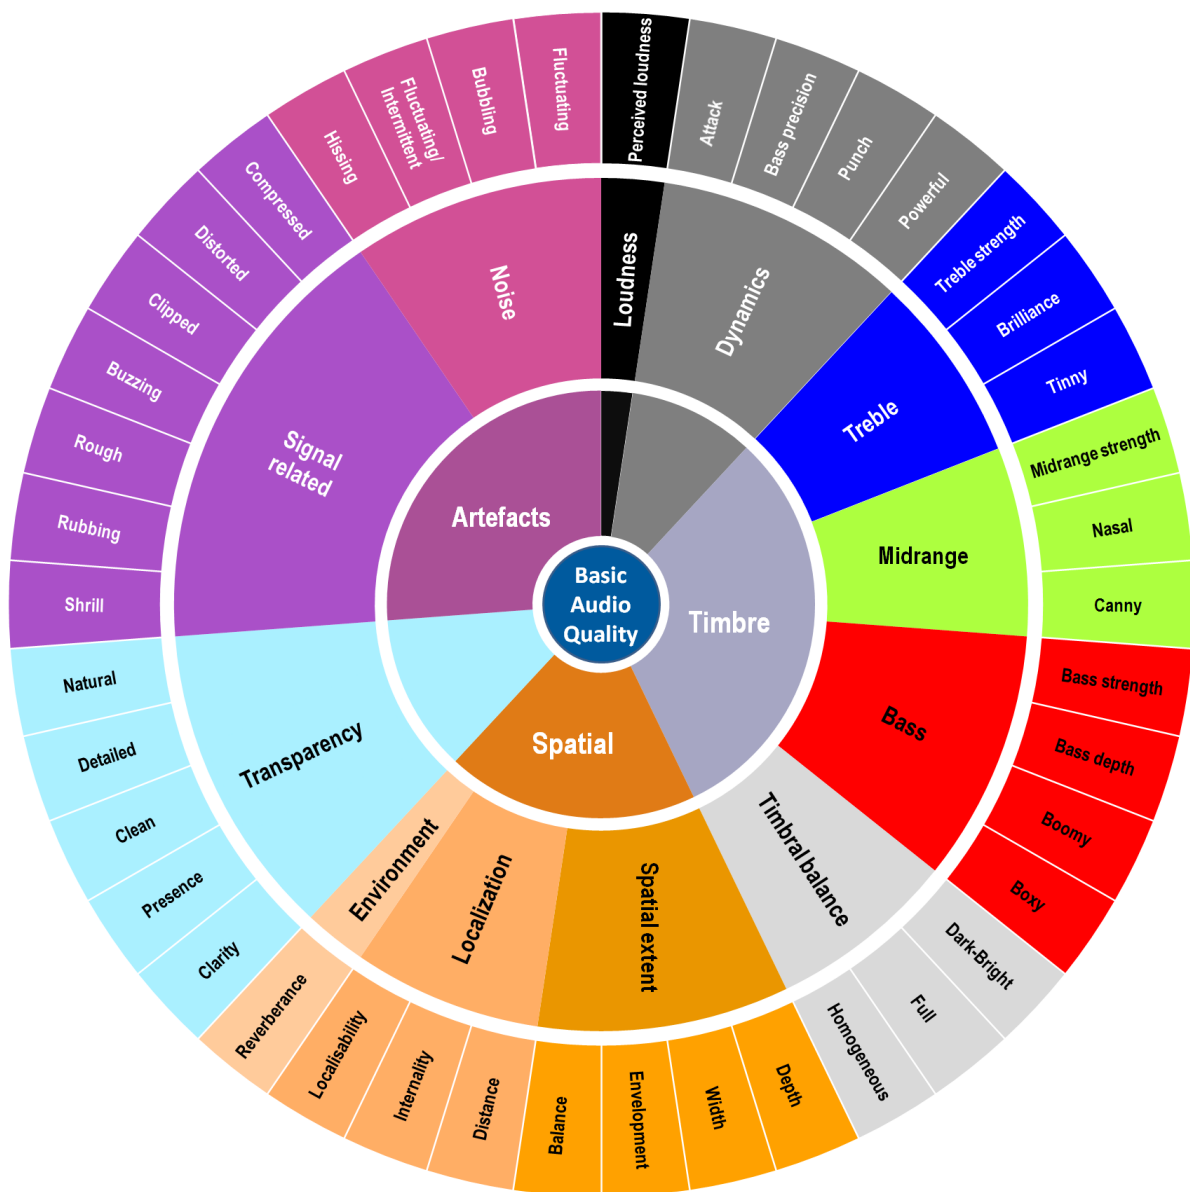 Basic
Audio
Quality
Timbre
Spatial
Artefacts
Loudness
Dynamics
Treble
Midrange
Bass
Timbral balance
Spatial extent
Localization
Environment
Transparency
Signal
related
Noise
Perceived loudness
Attack
Bass precision
Punch
Powerful
Treble strength
Brilliance
Tinny
Midrange strength
Nasal
Canny
Bass strength
Bass depth
Boomy
Boxy
Dark-Bright
Full
Homogeneous
Depth
Width
Envelopment
Balance
Distance
Internality
Localisability
Reverberance
Clarity
Presence
Clean
Detailed
Natural
Shrill
Rubbing
Rough
Buzzing
Clipped
Distorted
Compressed
Hissing
Fluctuating/
Intermittent
Bubbling
Fluctuating